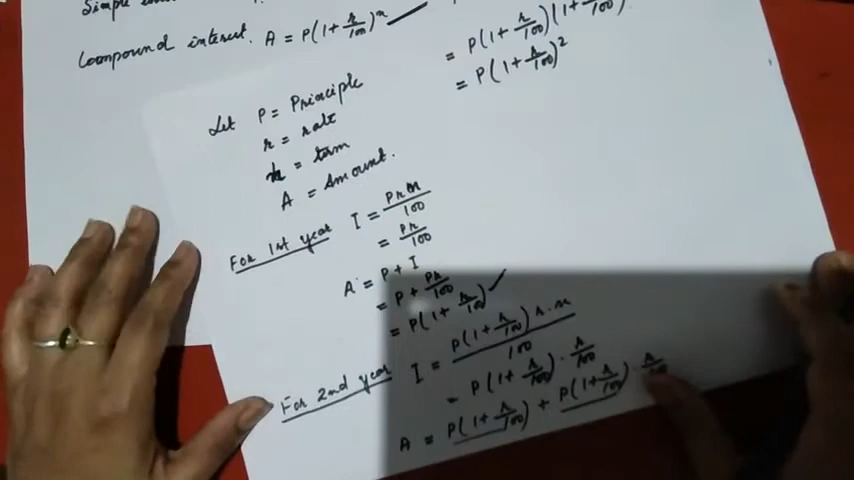 Simple
Compound interest. A = P(1 + r/100)^n
Let P = Principle
r = rate
n = term
A = Amount.
For 1st year I = Prn/100
= Pr/100
A = P + I
= P + Pr/100
= P(1 + r/100)
For 2nd year I = P(1 + r/100) r.n/100
= P(1 + r/100) . r/100
A = P(1 + r/100) + P(1 + r/100) . r/100
= P(1 + r/100)(1 + r/100)
= P(1 + r/100)^2